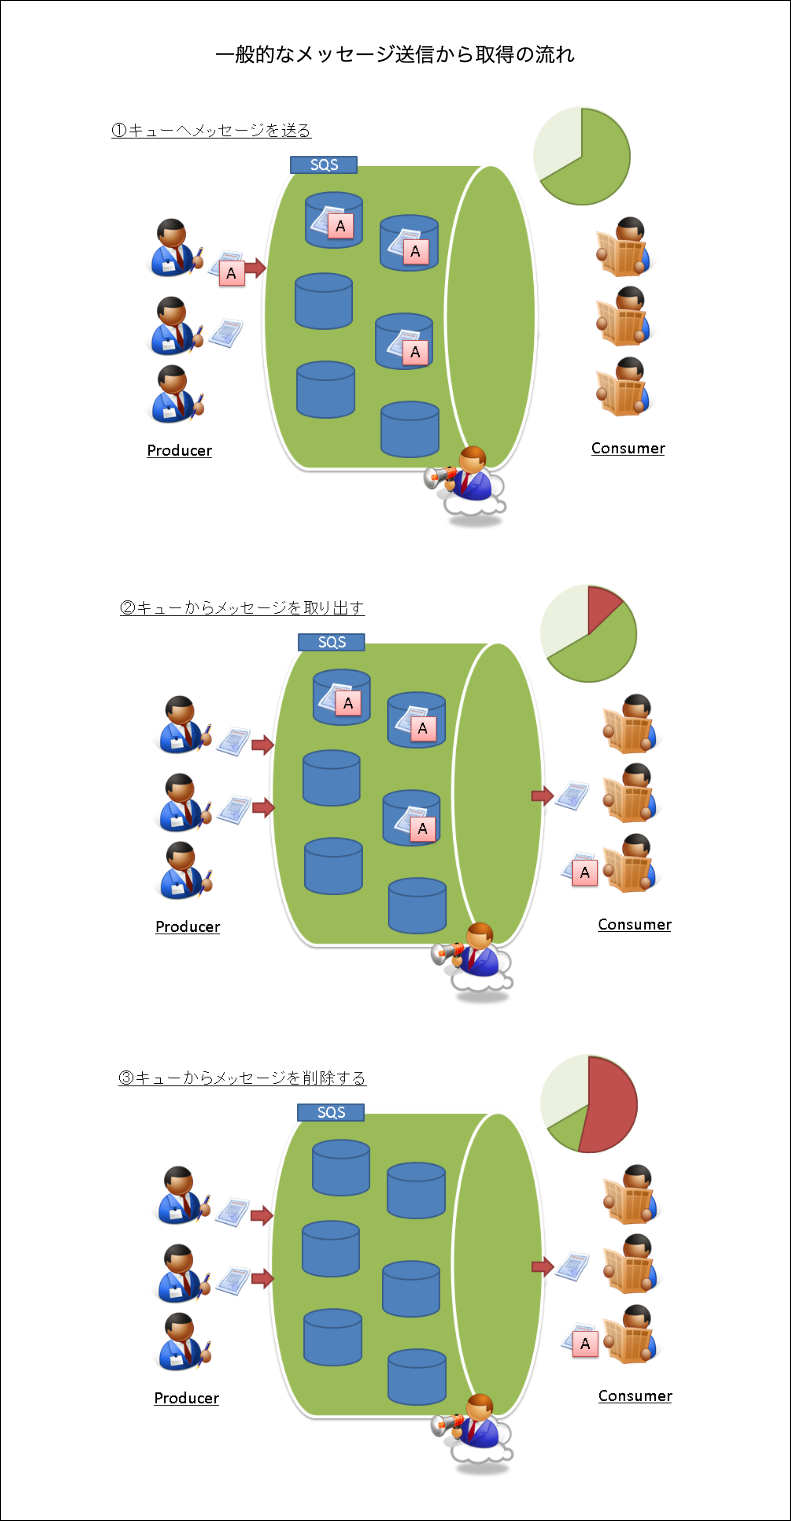 一般的なメッセージ送信から取得の流れ
①キューへメッセージを送る
SQS
A
A
A
A
Producer
Consumer
②キューからメッセージを取り出す
SQS
A
A
A
A
Producer
Consumer
③キューからメッセージを削除する
SQS
A
Producer
Consumer